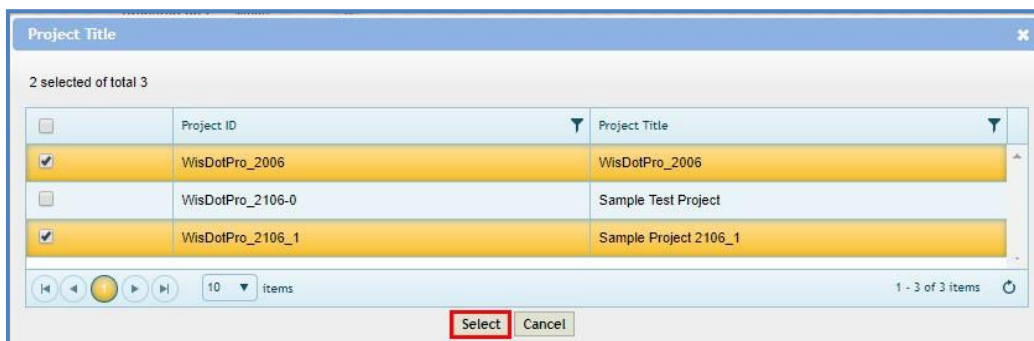 Project Title
2 selected of total 3
Project ID Project Title
WisDotPro_2006 WisDotPro_2006
WisDotPro_2106-0 Sample Test Project
WisDotPro_2106_1 Sample Project 2106_1
1 10 items 1 - 3 of 3 items
Select Cancel